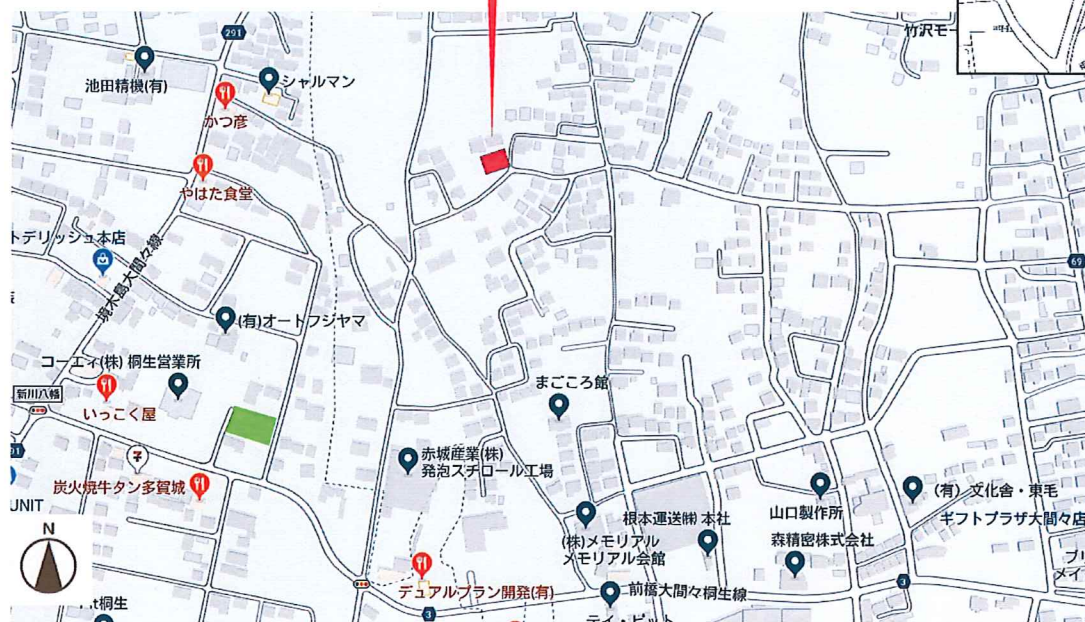 291
竹沢モー
池田精機(有)
シャルマン
かつ彦
やはた食堂
トデリッシュ本店
境木島大間々線
69
(有)オートフジヤマ
コーエィ(株) 桐生営業所
新川八幡
いっこく屋
まごころ館
赤城産業(株)
発泡スチロール工場
炭火焼牛タン多賀城
UNIT
N
山口製作所
(有) 文化舎・東毛
ギフトプラザ大間々店
根本運送㈱ 本社
(株)メモリアル
メモリアル会館
森精密株式会社
デュアルプラン開発(有)
前橋大間々桐生線
3
3
桐生
メイ